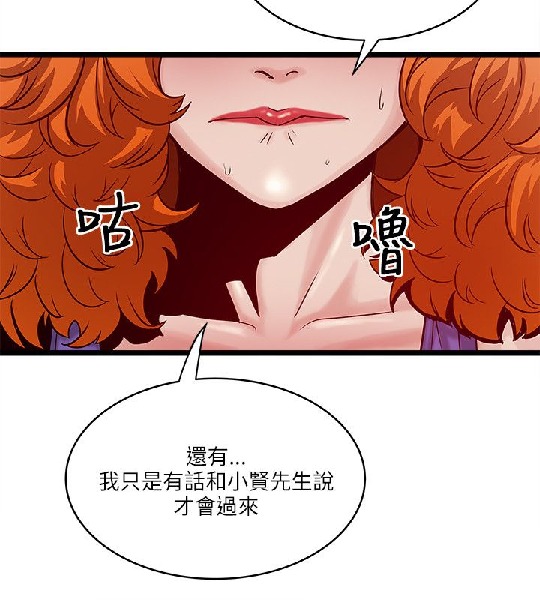 咕
嚕
還有...
我只是有話和小賢先生說
才會過來